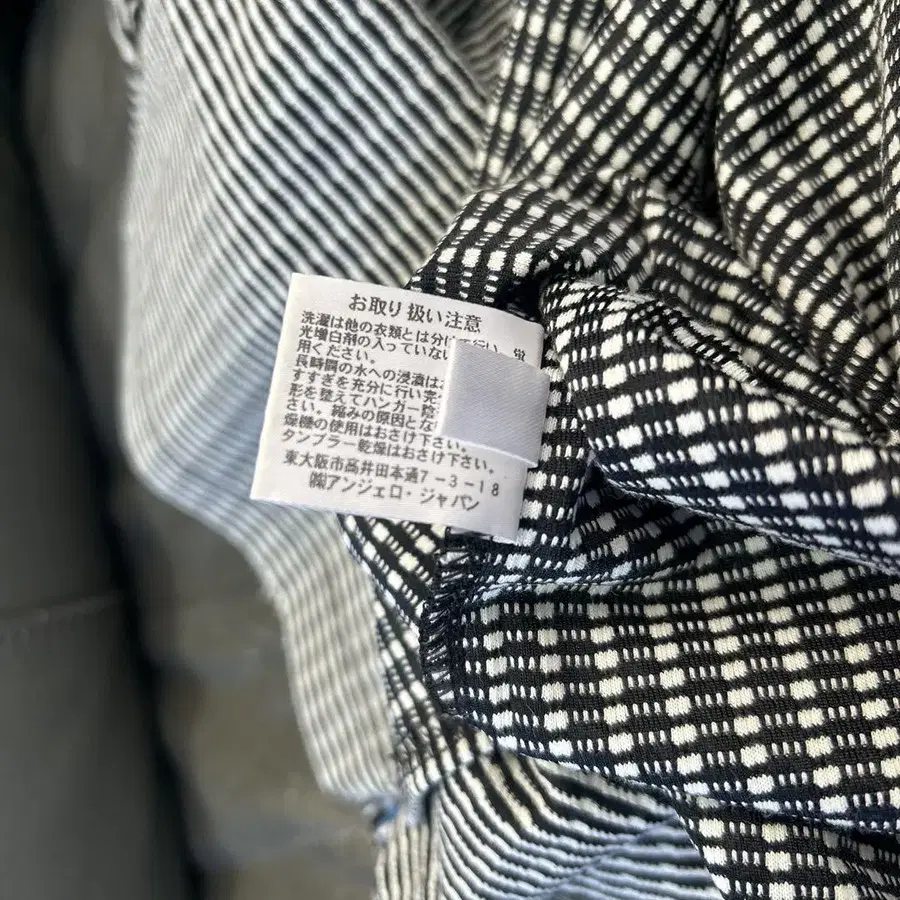 お取り扱い注意
洗濯は他の衣類とは分けて行い、蛍
光増白剤の入っていない
用ください。
長時間の水への浸漬は
すすぎを充分に行い完
形を整えてハンガー陰
さい。縮みの原因とな
燥機の使用はおさけ下さい。
タンブラー乾燥はおさけ下さい。
東大阪市高井田本通7-3-18
㈱アンジェロ・ジャパン